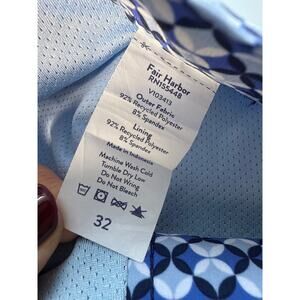 Fair Harbor
RN155448
V103413
Outer Fabric
92% Recycled Polyester
8% Spandex
Lining
92% Recycled Polyester
8% Spandex
Made in Indonesia
Machine Wash Cold
Tumble Dry Low
Do Not Wring
Do Not Bleach
32